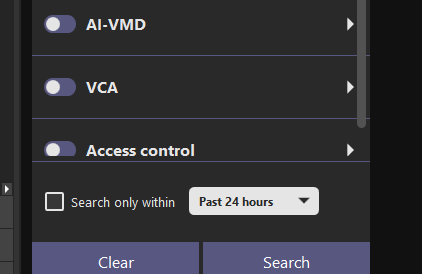 AI-VMD
VCA
Access control
Search only within Past 24 hours
Clear Search